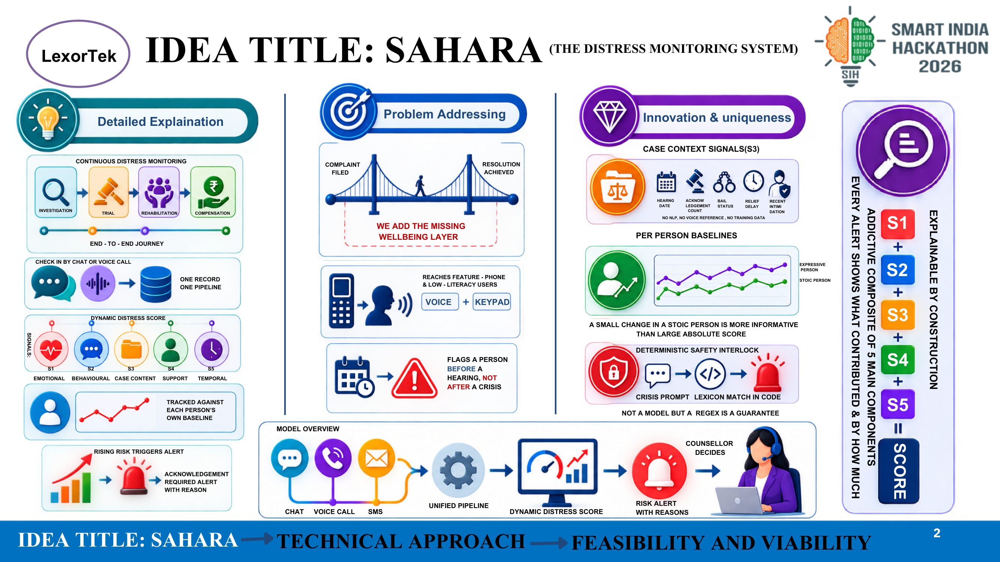 LexorTek
IDEA TITLE: SAHARA (THE DISTRESS MONITORING SYSTEM)
SIH
SMART INDIA
HACKATHON
2026
Detailed Explaination
CONTINUOUS DISTRESS MONITORING
INVESTIGATION
TRIAL
REHABILITATION
COMPENSATION
END - TO - END JOURNEY
CHECK IN BY CHAT OR VOICE CALL
ONE RECORD
ONE PIPELINE
DYNAMIC DISTRESS SCORE
SIGNALS:
S1
S2
S3
S4
S5
EMOTIONAL
BEHAVIOURAL
CASE CONTENT
SUPPORT
TEMPORAL
TRACKED AGAINST
EACH PERSON'S
OWN BASELINE
RISING RISK TRIGGERS ALERT
ACKNOWLEDGEMENT
REQUIRED ALERT
WITH REASON
Problem Addressing
COMPLAINT
FILED
RESOLUTION
ACHIEVED
WE ADD THE MISSING
WELLBEING LAYER
REACHES FEATURE - PHONE
& LOW - LITERACY USERS
VOICE + KEYPAD
FLAGS A PERSON
BEFORE A
HEARING, NOT
AFTER A CRISIS
Innovation & uniqueness
CASE CONTEXT SIGNALS(S3)
HEARNG
DATE
ACKNOW
LEDGEMENT
COUNT
BAIL
STATUS
RELIEF
DELAY
RECENT
INTIMI
DATION
NO NLP, NO VOICE REFERENCE , NO TRAINING DATA
PER PERSON BASELINES
EXPRESSIVE
PERSON
STOIC PERSON
A SMALL CHANGE IN A STOIC PERSON IS MORE INFORMATIVE
THAN LARGE ABSOLUTE SCORE
DETERMINISTIC SAFETY INTERLOCK
CRISIS PROMPT
LEXICON MATCH IN CODE
NOT A MODEL BUT A REGEX IS A GUARANTEE
MODEL OVERVIEW
CHAT
VOICE CALL
SMS
UNIFIED PIPELINE
DYNAMIC DISTRESS SCORE
RISK ALERT
WITH REASONS
COUNSELLOR
DECIDES
EXPLAINABLE BY CONSTRUCTION
S1
+
S2
+
S3
+
S4
+
S5
=
SCORE
ADDICTIVE COMPOSITE OF 5 MAIN COMPONENTS
EVERY ALERT SHOWS WHAT CONTRIBUTED & BY HOW MUCH
IDEA TITLE: SAHARA
TECHNICAL APPROACH
FEASIBILITY AND VIABILITY
2